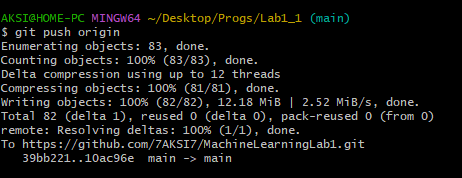 AKSI@HOME-PC MINGW64 ~/Desktop/Progs/Lab1_1 (main)
$ git push origin
Enumerating objects: 83, done.
Counting objects: 100% (83/83), done.
Delta compression using up to 12 threads
Compressing objects: 100% (81/81), done.
Writing objects: 100% (82/82), 12.18 MiB | 2.52 MiB/s, done.
Total 82 (delta 1), reused 0 (delta 0), pack-reused 0 (from 0)
remote: Resolving deltas: 100% (1/1), done.
To https://github.com/7AKSI7/MachineLearningLab1.git
   39bb221..10ac96e  main -> main